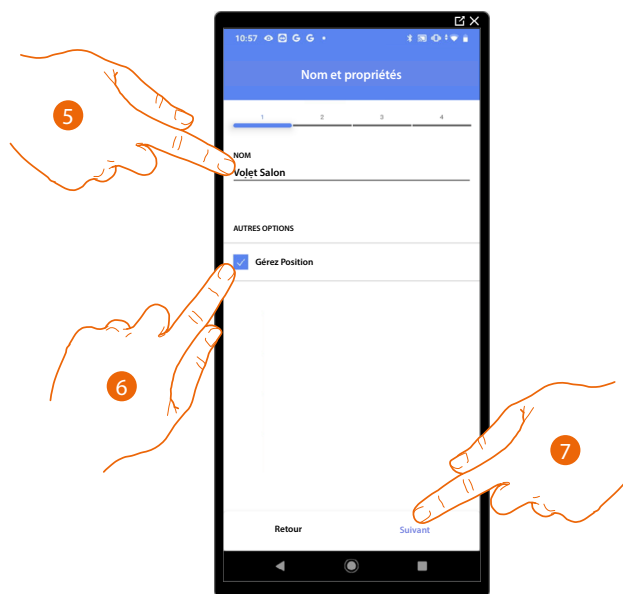 10:57 G G
Nom et propriétés
1 2 3 4
NOM
Volet Salon
AUTRES OPTIONS
Gérez Position
Retour Suivant
5
6
7